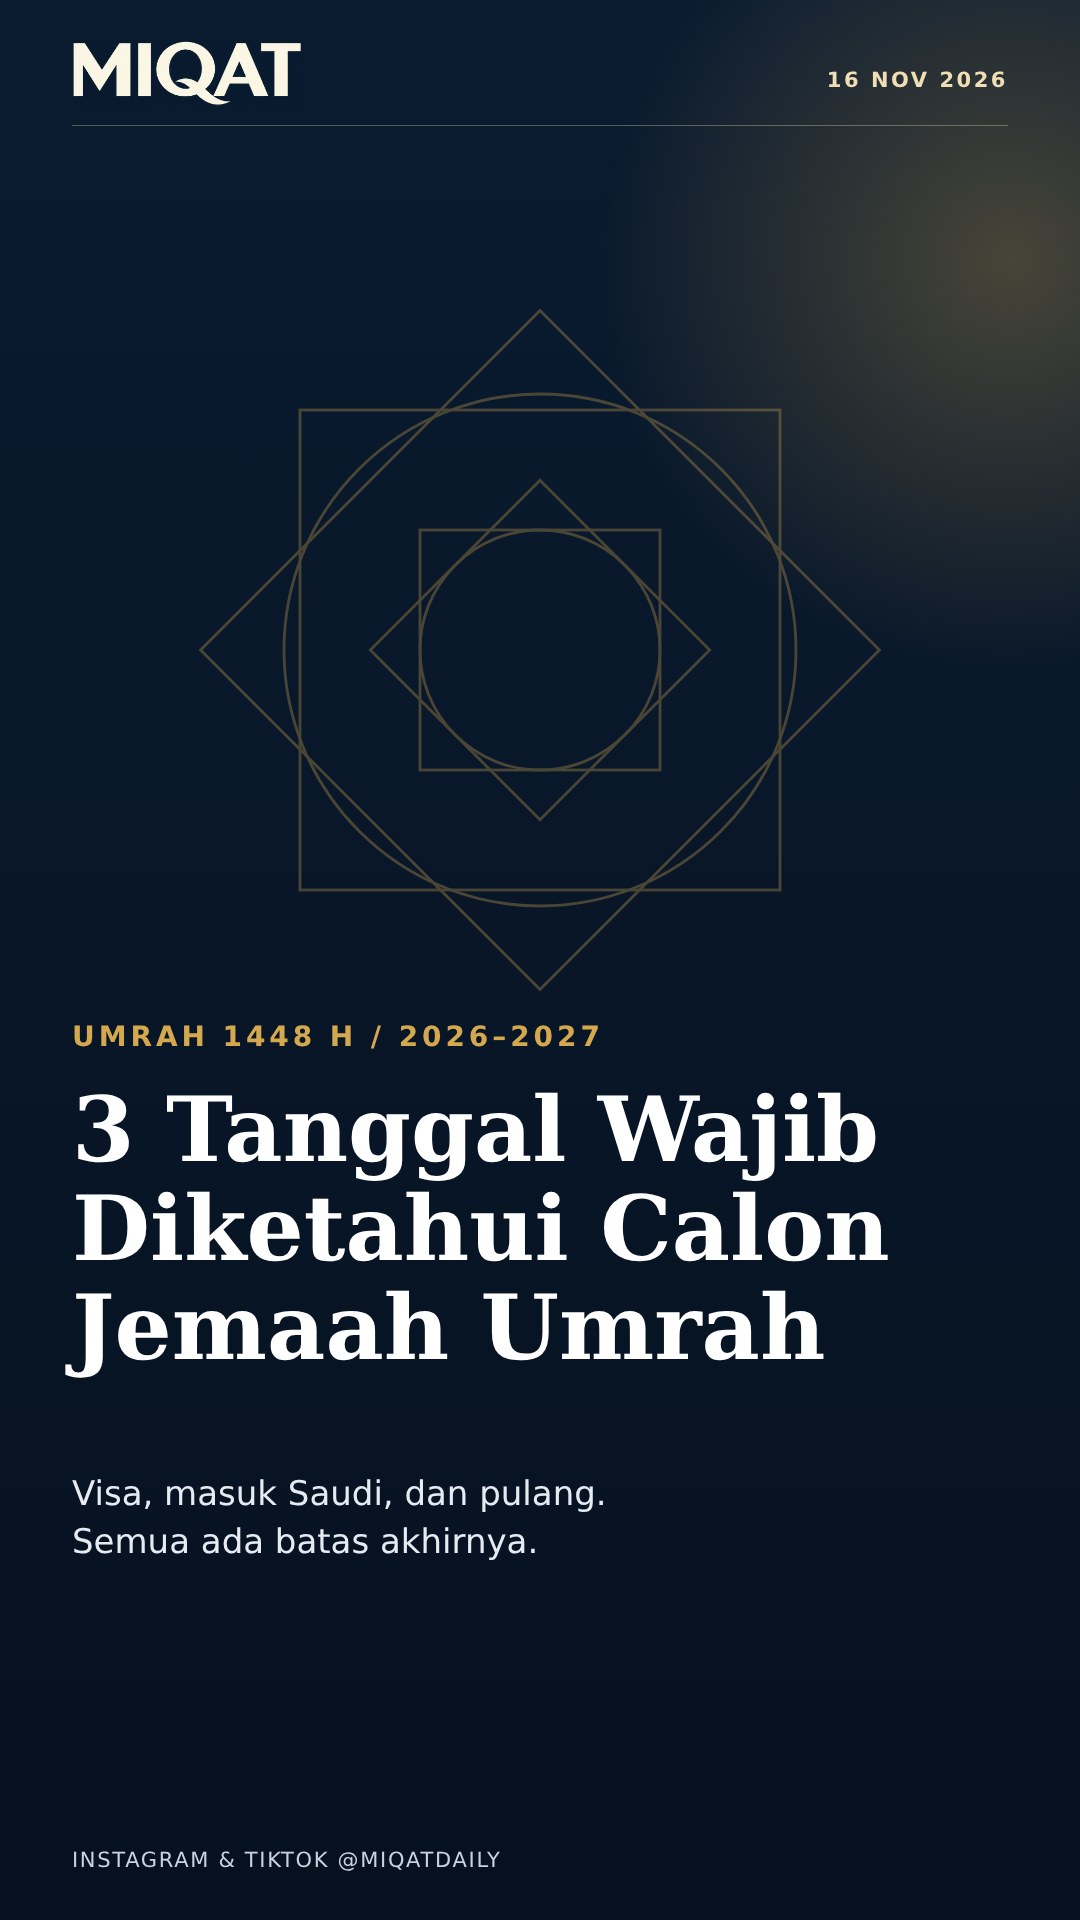 MIQAT
16 NOV 2026
UMRAH 1448 H / 2026–2027
3 Tanggal Wajib
Diketahui Calon
Jemaah Umrah
Visa, masuk Saudi, dan pulang.
Semua ada batas akhirnya.
INSTAGRAM & TIKTOK @MIQATDAILY